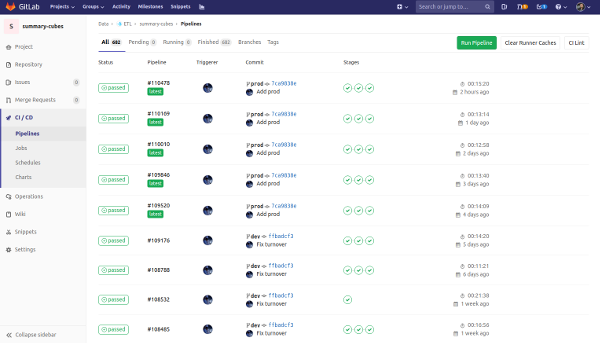 GitLab Projects Groups Activity Milestones Snippets Search or jump to...
S summary-cubes
Project
Repository
Issues 0
Merge Requests 0
CI / CD
Pipelines
Jobs
Schedules
Charts
Operations
Wiki
Snippets
Settings
Collapse sidebar
Data › ETL › summary-cubes › Pipelines
All 682 Pending 0 Running 0 Finished 682 Branches Tags Run Pipeline Clear Runner Caches CI Lint
Status Pipeline Triggerer Commit Stages
passed #110478 latest prod 7ca9838e Add prod 00:15:20 2 hours ago
passed #110169 latest prod 7ca9838e Add prod 00:13:14 1 day ago
passed #110010 latest prod 7ca9838e Add prod 00:12:58 2 days ago
passed #109846 latest prod 7ca9838e Add prod 00:13:40 3 days ago
passed #109520 latest prod 7ca9838e Add prod 00:14:09 4 days ago
passed #109176 dev ffbadcf3 Fix turnover 00:14:20 5 days ago
passed #108788 dev ffbadcf3 Fix turnover 00:11:21 6 days ago
passed #108532 dev ffbadcf3 Fix turnover 00:21:38 1 week ago
passed #108485 dev ffbadcf3 Fix turnover 00:16:56 1 week ago